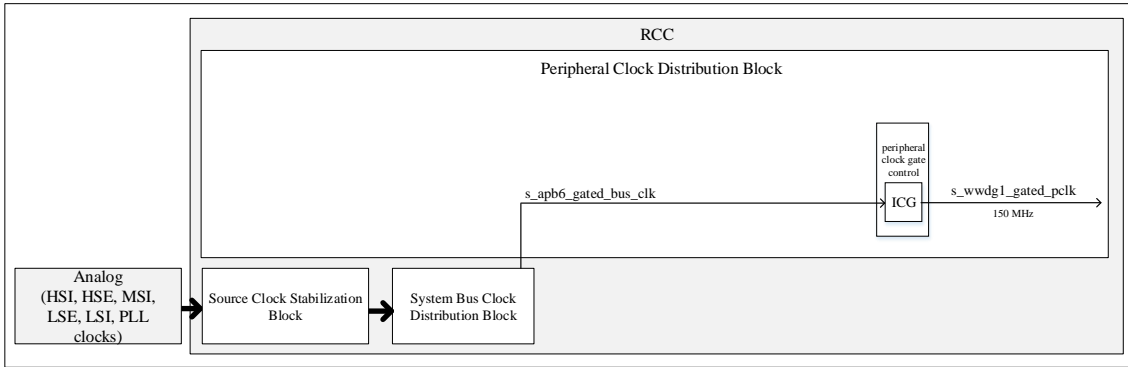 RCC
Peripheral Clock Distribution Block
peripheral
clock gate
control
s_apb6_gated_bus_clk
ICG
s_wwdg1_gated_pclk
150 MHz
Analog
(HSI, HSE, MSI,
LSE, LSI, PLL
clocks)
Source Clock Stabilization
Block
System Bus Clock
Distribution Block